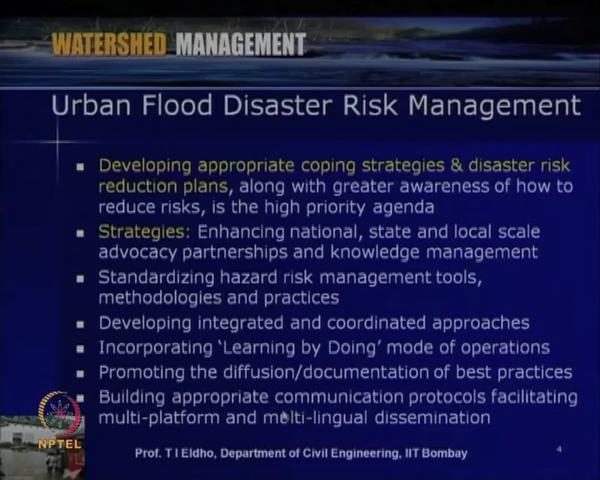 WATERSHED MANAGEMENT
Urban Flood Disaster Risk Management
Developing appropriate coping strategies & disaster risk
reduction plans, along with greater awareness of how to
reduce risks, is the high priority agenda
Strategies: Enhancing national, state and local scale
advocacy partnerships and knowledge management
Standardizing hazard risk management tools,
methodologies and practices
Developing integrated and coordinated approaches
Incorporating ‘Learning by Doing’ mode of operations
Promoting the diffusion/documentation of best practices
Building appropriate communication protocols facilitating
multi-platform and multi-lingual dissemination
NPTEL
Prof. T I Eldho, Department of Civil Engineering, IIT Bombay
4